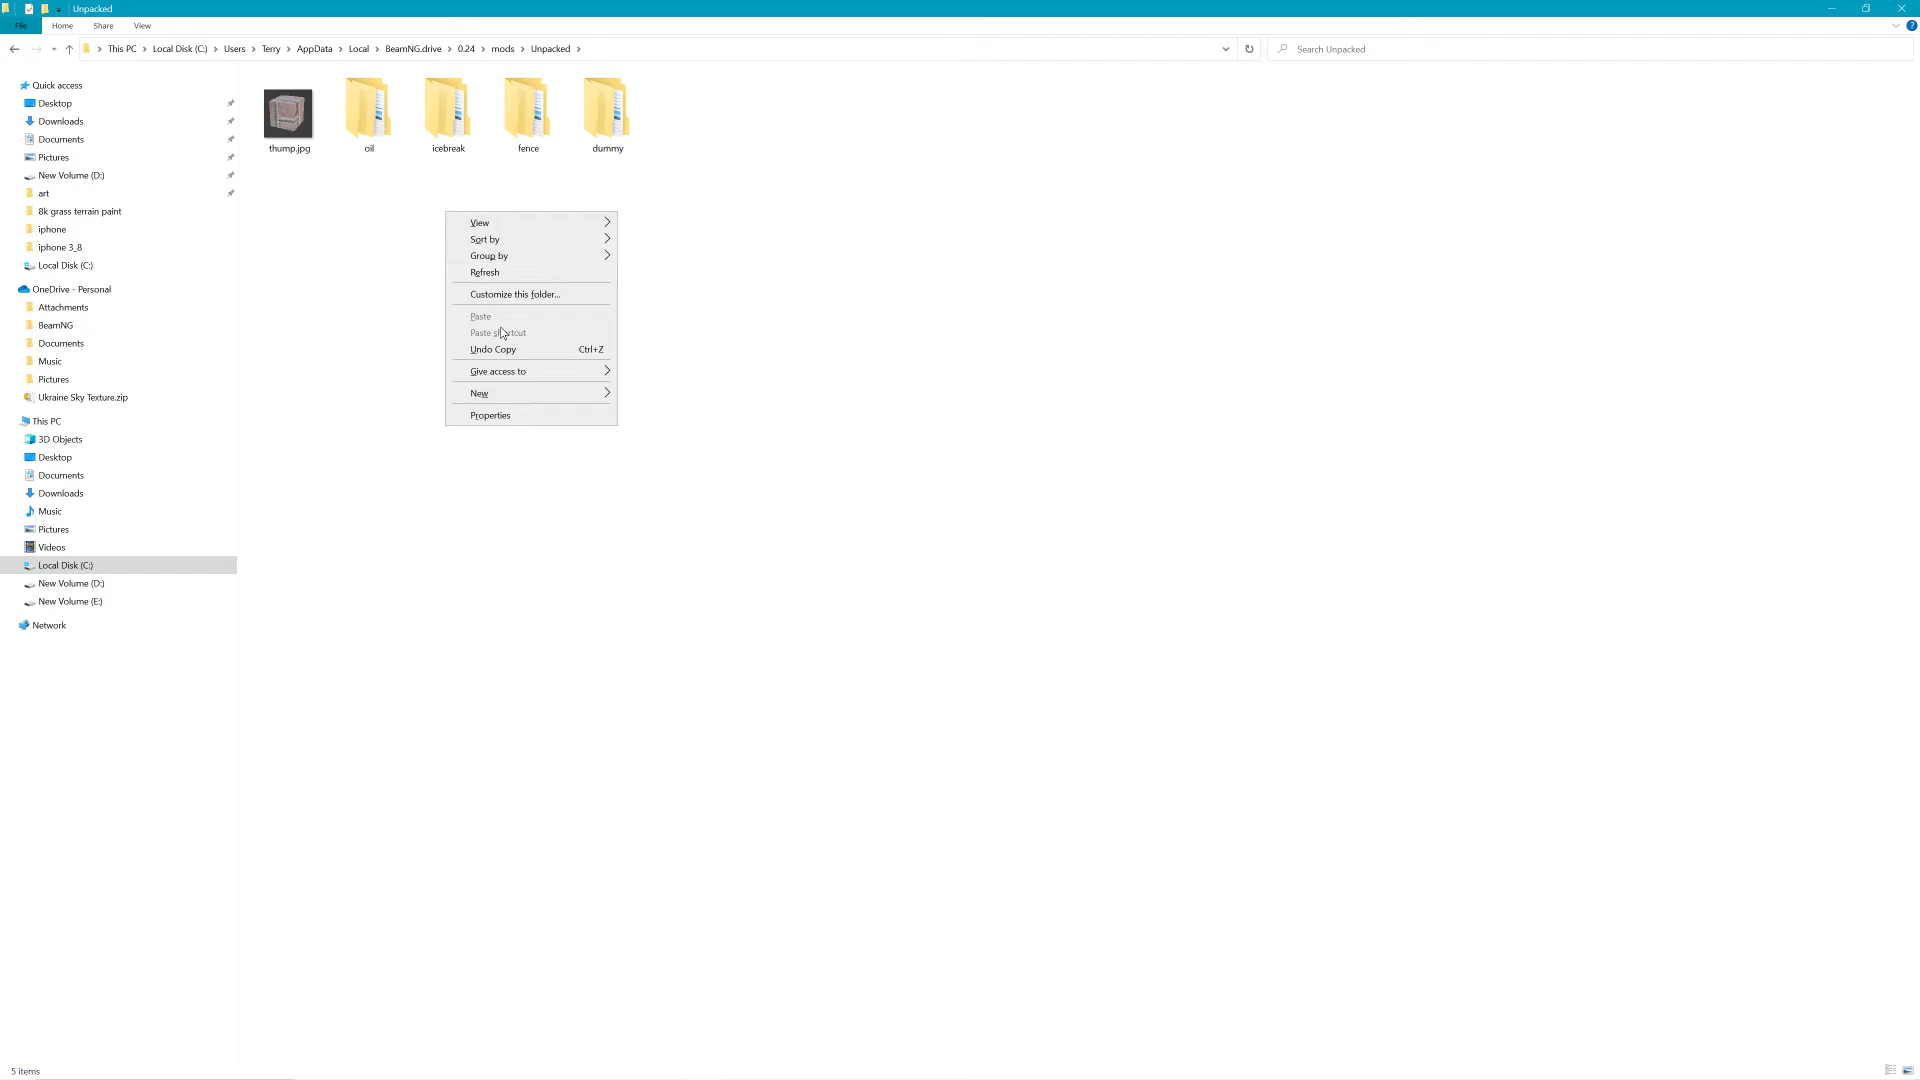 Unpacked
File Home Share View
This PC Local Disk (C:) Users Terry AppData Local BeamNG.drive 0.24 mods Unpacked
Search Unpacked
Quick access
Desktop
Downloads
Documents
Pictures
New Volume (D:)
art
8k grass terrain paint
iphone
iphone 3_8
Local Disk (C:)
OneDrive - Personal
Attachments
BeamNG
Documents
Music
Pictures
Ukraine Sky Texture.zip
This PC
3D Objects
Desktop
Documents
Downloads
Music
Pictures
Videos
Local Disk (C:)
New Volume (D:)
New Volume (E:)
Network
thump.jpg oil icebreak fence dummy
View
Sort by
Group by
Refresh
Customize this folder...
Paste
Paste shortcut
Undo Copy Ctrl+Z
Give access to
New
Properties
5 items